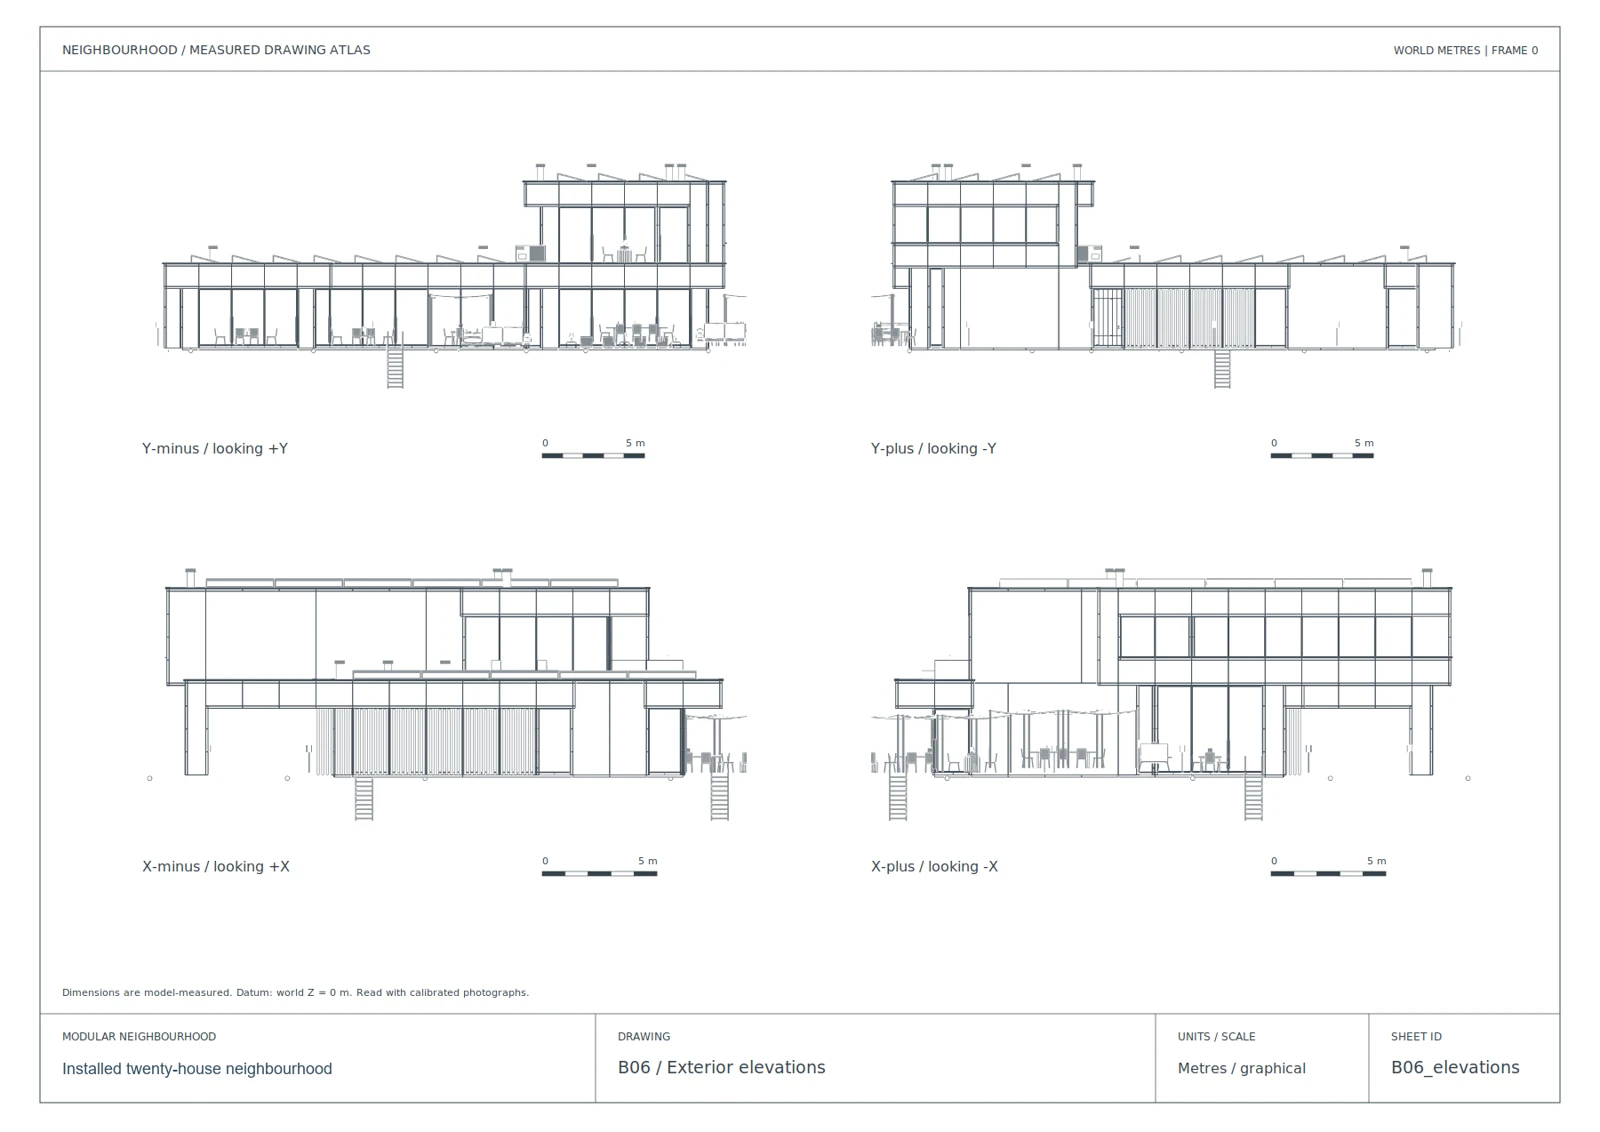 NEIGHBOURHOOD / MEASURED DRAWING ATLAS
WORLD METRES | FRAME 0
Y-minus / looking +Y
0 5 m
Y-plus / looking -Y
0 5 m
X-minus / looking +X
0 5 m
X-plus / looking -X
0 5 m
Dimensions are model-measured. Datum: world Z = 0 m. Read with calibrated photographs.
MODULAR NEIGHBOURHOOD
Installed twenty-house neighbourhood
DRAWING
B06 / Exterior elevations
UNITS / SCALE
Metres / graphical
SHEET ID
B06_elevations